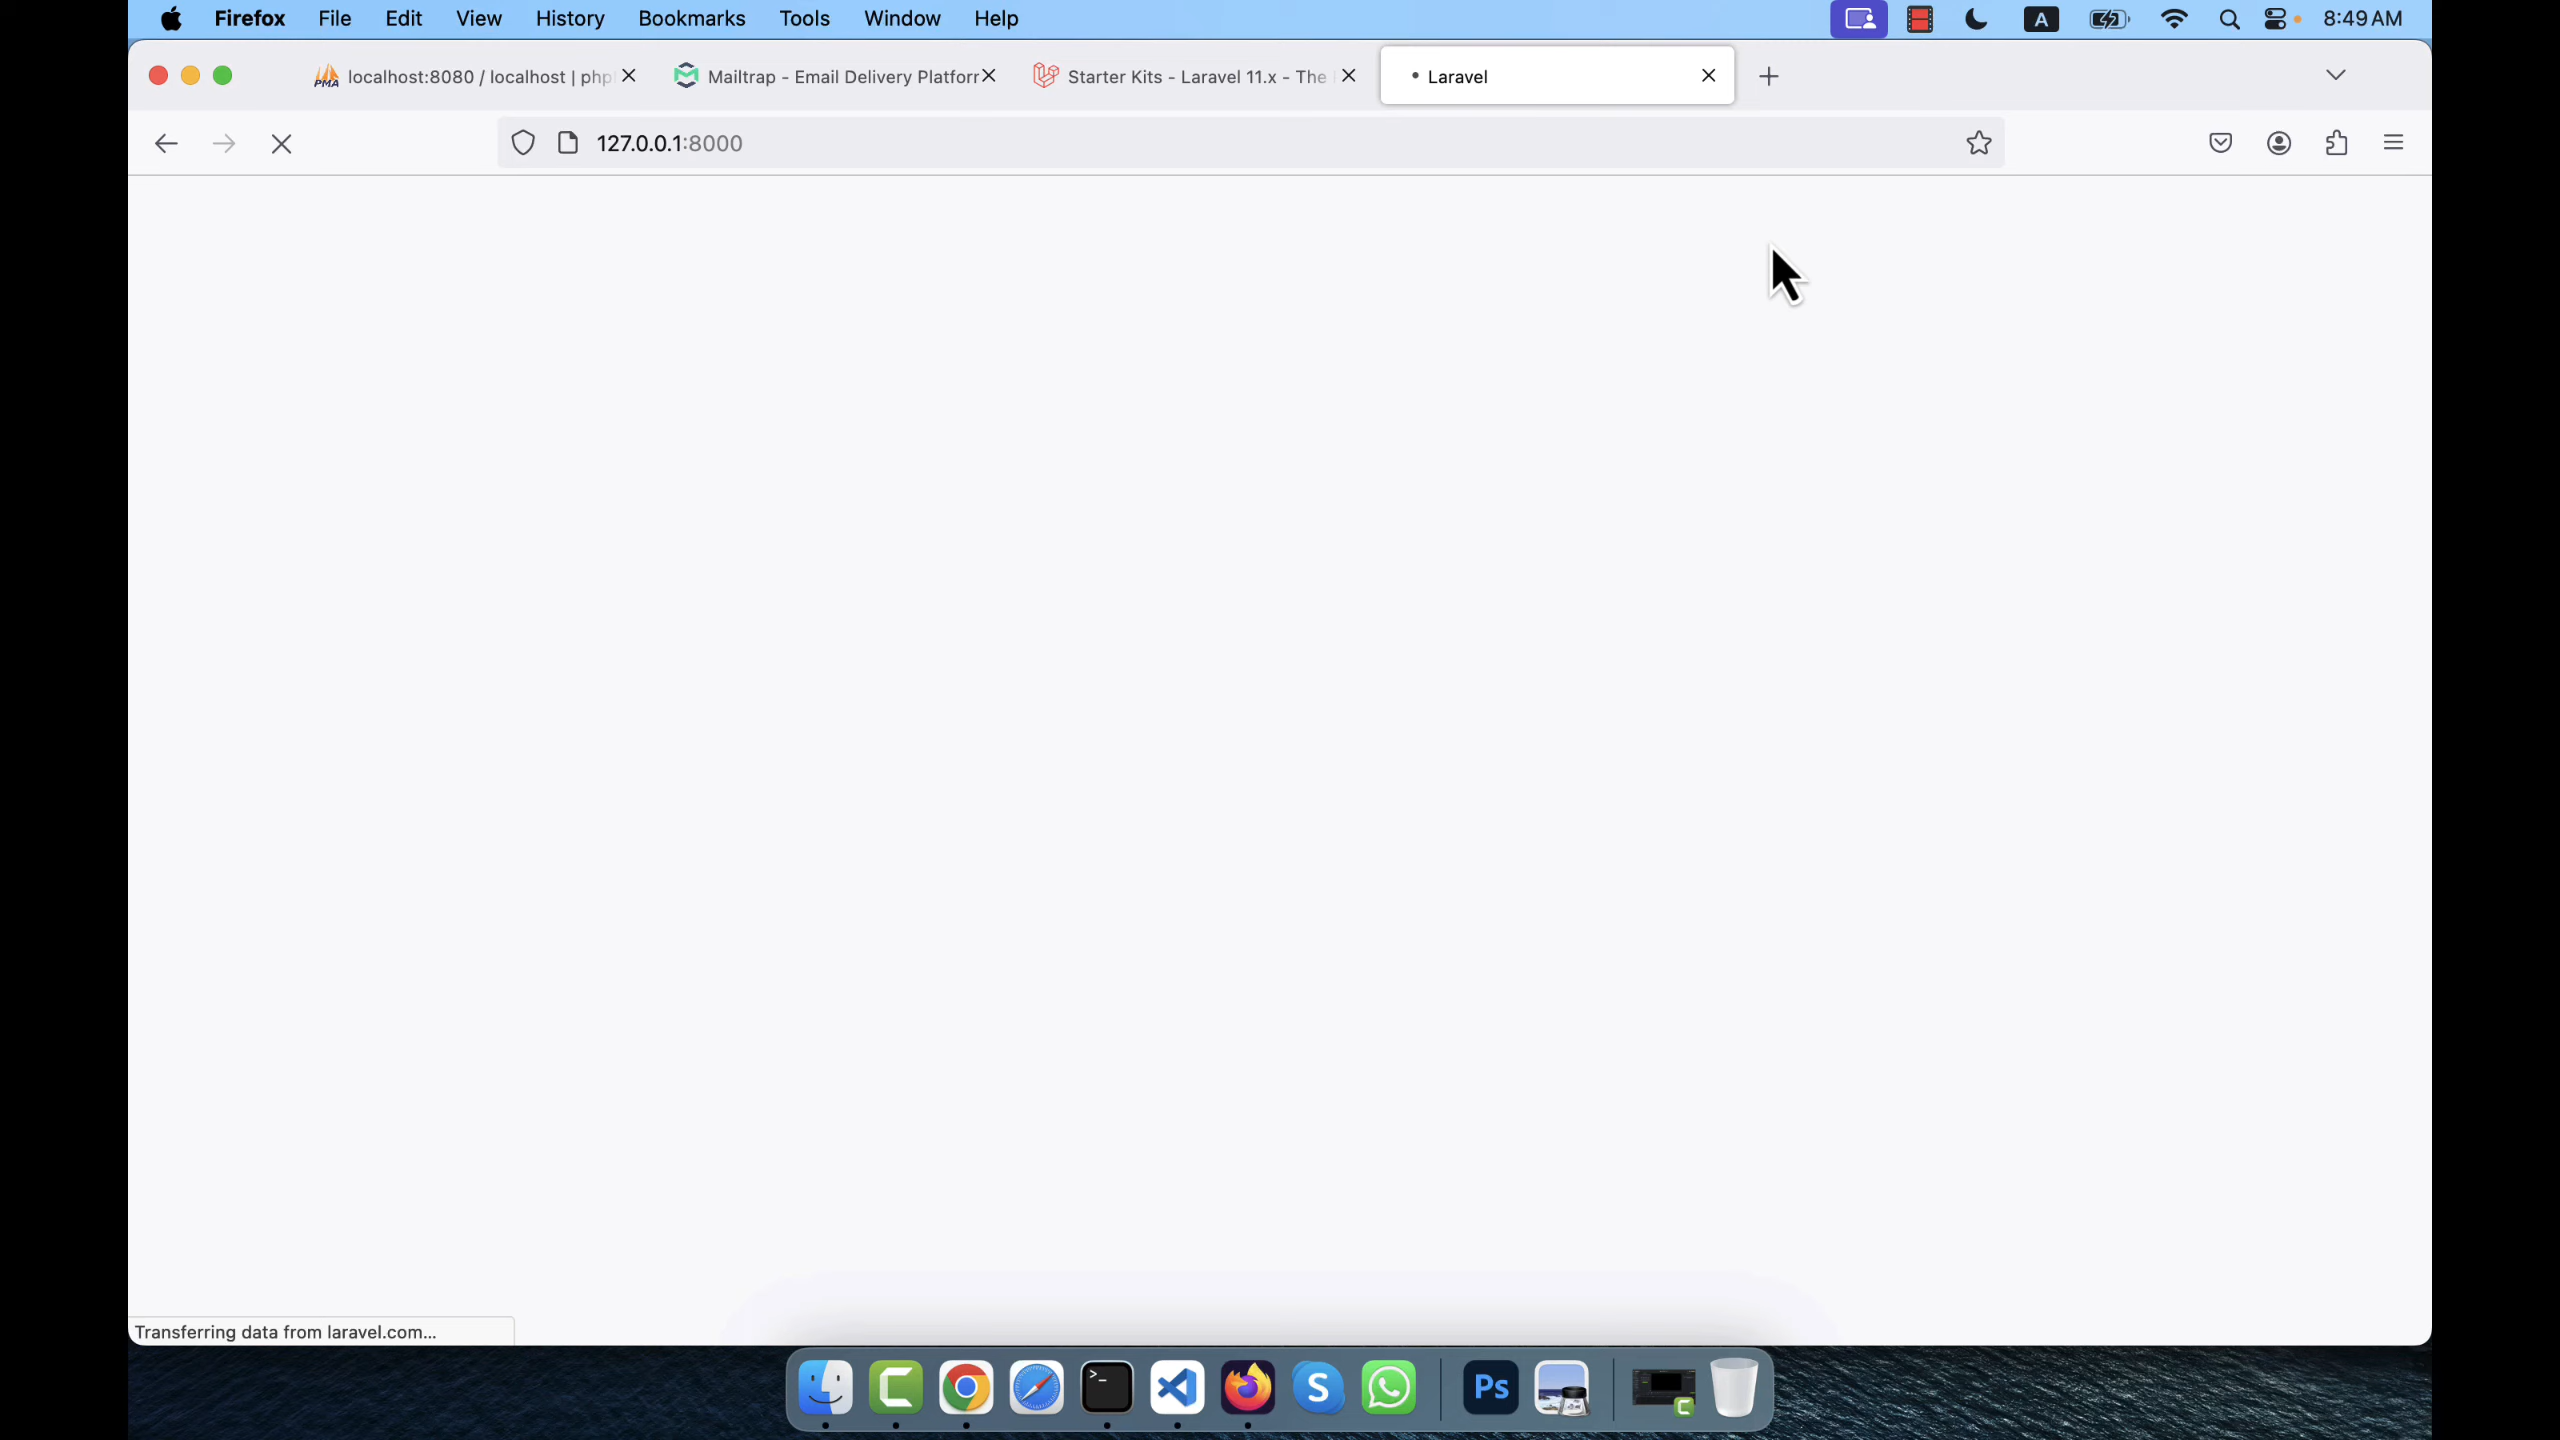 Firefox File Edit View History Bookmarks Tools Window Help A 8:49 AM
PMA localhost:8080 / localhost | php Mailtrap - Email Delivery Platforr Starter Kits - Laravel 11.x - The Laravel
127.0.0.1:8000
Transferring data from laravel.com...
>_ S Ps